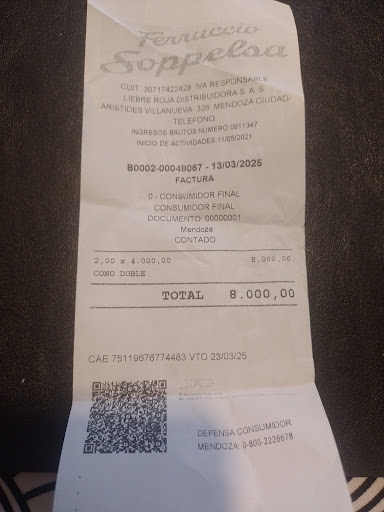 Ferruccio
Soppelsa
CUIT: 30717422429 IVA RESPONSABLE
LIEBRE ROJA DISTRIBUIDORA S. A. S
ARISTIDES VILLANUEVA 326 MENDOZA CIUDAD-
TELEFONO
INGRESOS BRUTOS NUMERO 0911347
INICIO DE ACTIVIDADES 11/05/2021
B0002-00048067 - 13/03/2025
FACTURA
0 - CONSUMIDOR FINAL
CONSUMIDOR FINAL
DOCUMENTO: 00000001
Mendoza
CONTADO
2,00 x 4.000,00 8.000,00
CONO DOBLE
TOTAL 8.000,00
CAE 75119676774483 VTO 23/03/25
DEFENSA CONSUMIDOR
MENDOZA: 0-800-2226678